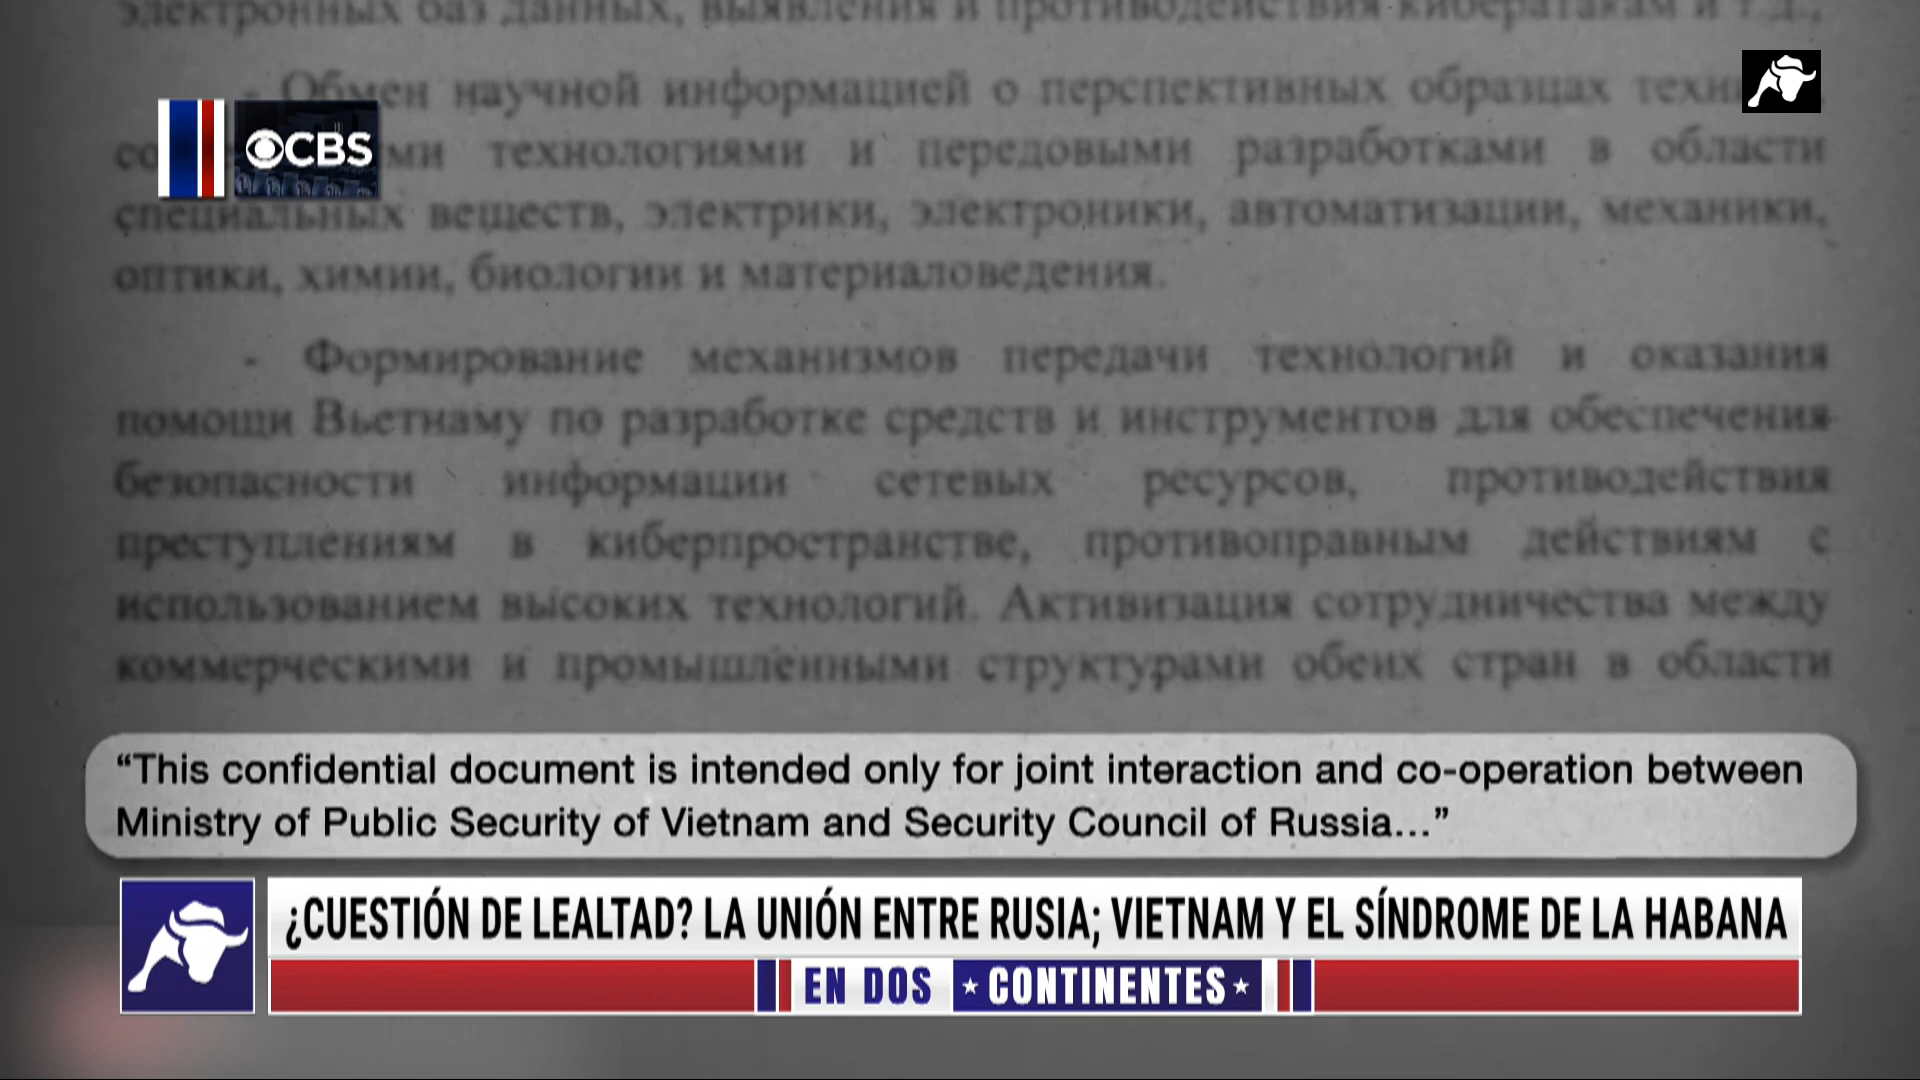 электронных баз данных, выявления и противодействия кибератакам и т.д.,
- Обмен научной информацией о перспективных образцах
ми технологиями и передовыми разработками в области
специальных веществ, электрики, электроники, автоматизации, механики,
оптики, химии, биологии и материаловедения.
- Формирование механизмов передачи технологий и оказания
помощи Вьетнаму по разработке средств и инструментов для обеспечения
безопасности информации сетевых ресурсов, противодействия
преступлениям в киберпространстве, противоправным действиям с
использованием высоких технологий. Активизация сотрудничества между
коммерческими и промышленными структурами обеих стран в области
CBS
“This confidential document is intended only for joint interaction and co-operation between
Ministry of Public Security of Vietnam and Security Council of Russia...”
¿CUESTIÓN DE LEALTAD? LA UNIÓN ENTRE RUSIA; VIETNAM Y EL SÍNDROME DE LA HABANA
EN DOS ★ CONTINENTES ★